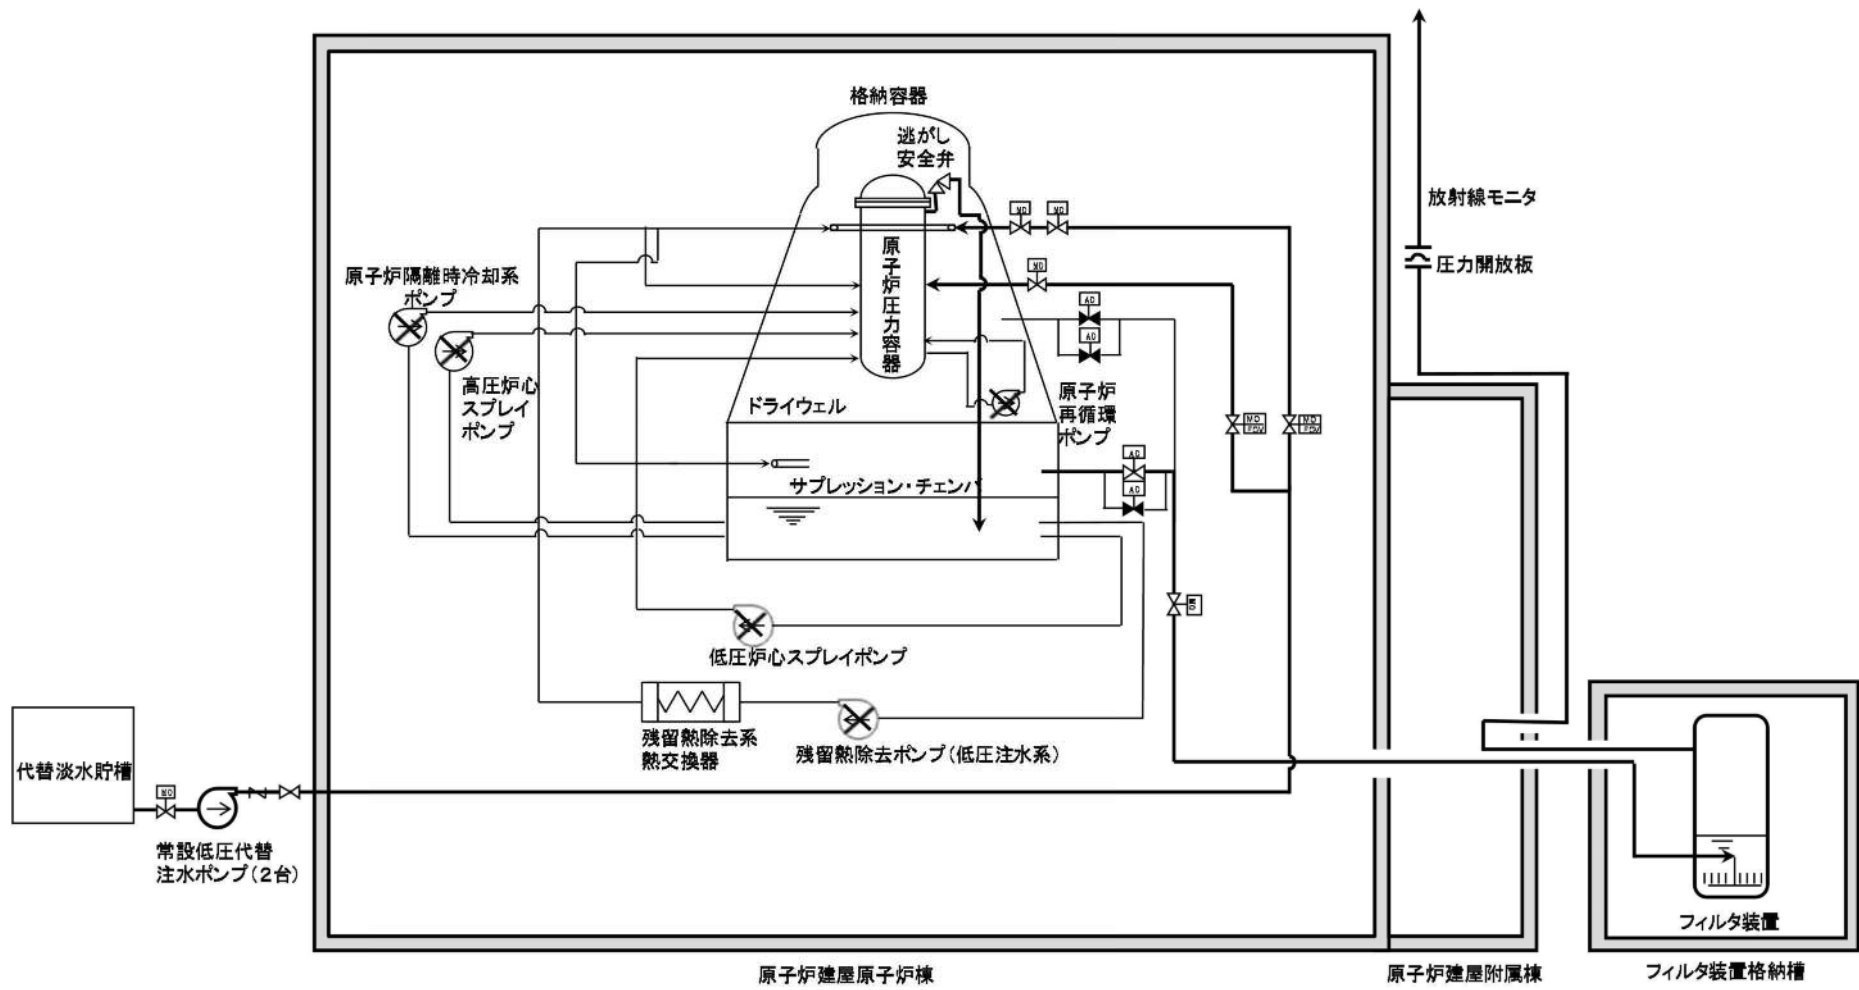 格納容器
逃がし
安全弁
放射線モニタ
圧力開放板
原子炉隔離時冷却系
ポンプ
原子炉圧力容器
MO
MO
MO
AO
AO
高圧炉心
スプレイ
ポンプ
ドライウェル
原子炉
再循環
ポンプ
MO
MO
AO
AO
サプレッション・チェンバ
MO
低圧炉心スプレイポンプ
残留熱除去系
熱交換器
残留熱除去ポンプ（低圧注水系）
代替淡水貯槽
MO
常設低圧代替
注水ポンプ（２台）
フィルタ装置
原子炉建屋原子炉棟
原子炉建屋附属棟
フィルタ装置格納槽